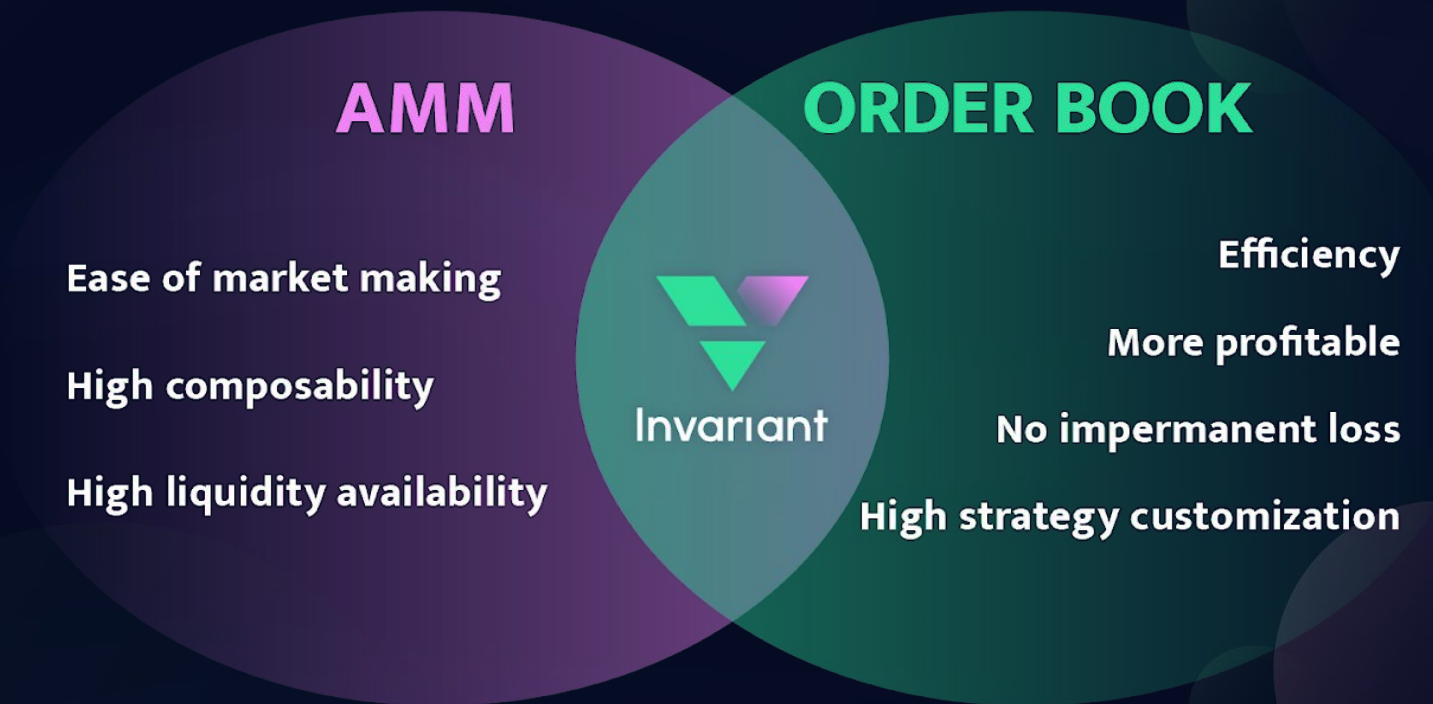 AMM
Ease of market making
High composability
High liquidity availability
Invariant
ORDER BOOK
Efficiency
More profitable
No impermanent loss
High strategy customization